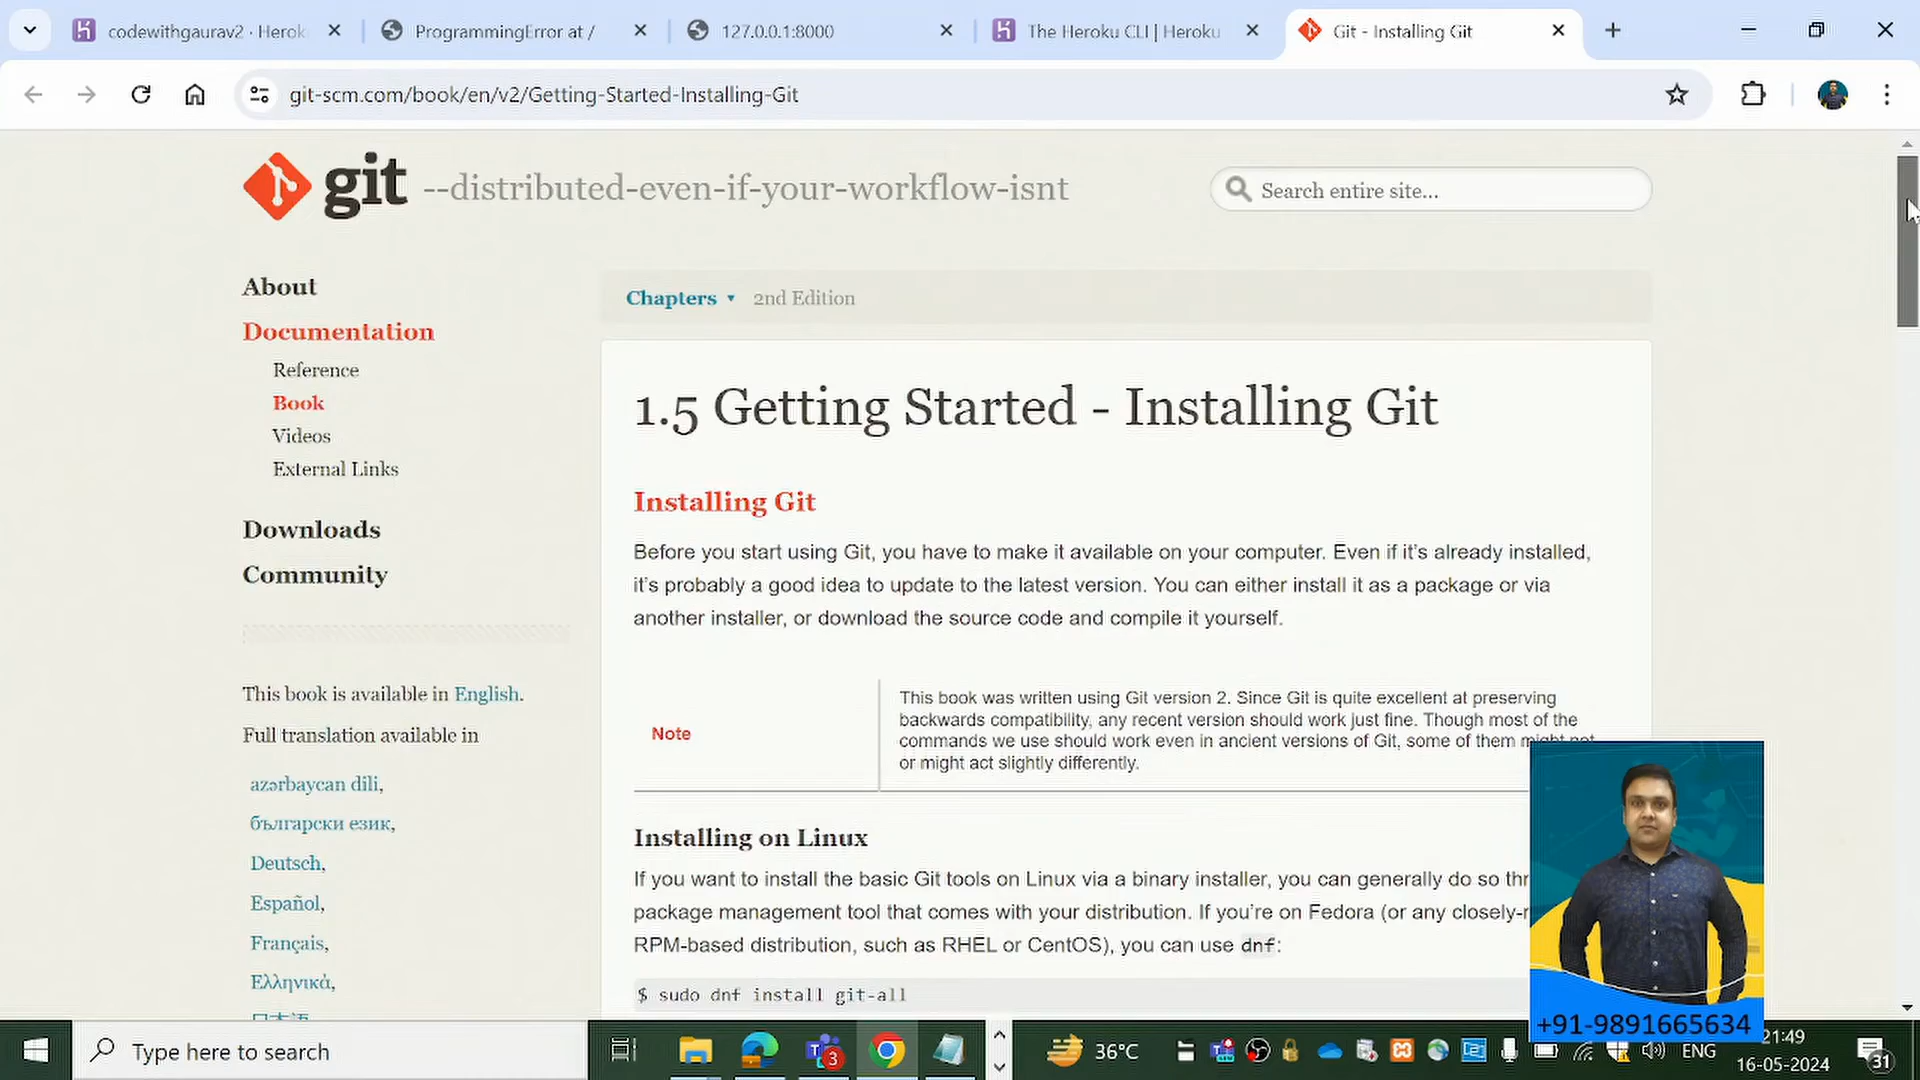 codewithgaurav2 · Herok
ProgrammingError at /
127.0.0.1:8000
The Heroku CLI | Heroku
Git - Installing Git
git-scm.com/book/en/v2/Getting-Started-Installing-Git
git --distributed-even-if-your-workflow-isnt
Search entire site...
About
Documentation
Reference
Book
Videos
External Links
Downloads
Community
This book is available in English.
Full translation available in
azərbaycan dili,
български език,
Deutsch,
Español,
Français,
Ελληνικά,
Chapters ▾ 2nd Edition
1.5 Getting Started - Installing Git
Installing Git
Before you start using Git, you have to make it available on your computer. Even if it’s already installed,
it’s probably a good idea to update to the latest version. You can either install it as a package or via
another installer, or download the source code and compile it yourself.
Note
This book was written using Git version 2. Since Git is quite excellent at preserving
backwards compatibility, any recent version should work just fine. Though most of the
commands we use should work even in ancient versions of Git, some of them might not
or might act slightly differently.
Installing on Linux
If you want to install the basic Git tools on Linux via a binary installer, you can generally do so thr
package management tool that comes with your distribution. If you’re on Fedora (or any closely-r
RPM-based distribution, such as RHEL or CentOS), you can use dnf:
$ sudo dnf install git-all
+91-9891665634
Type here to search
3
36°C
ENG
21:49
16-05-2024
31